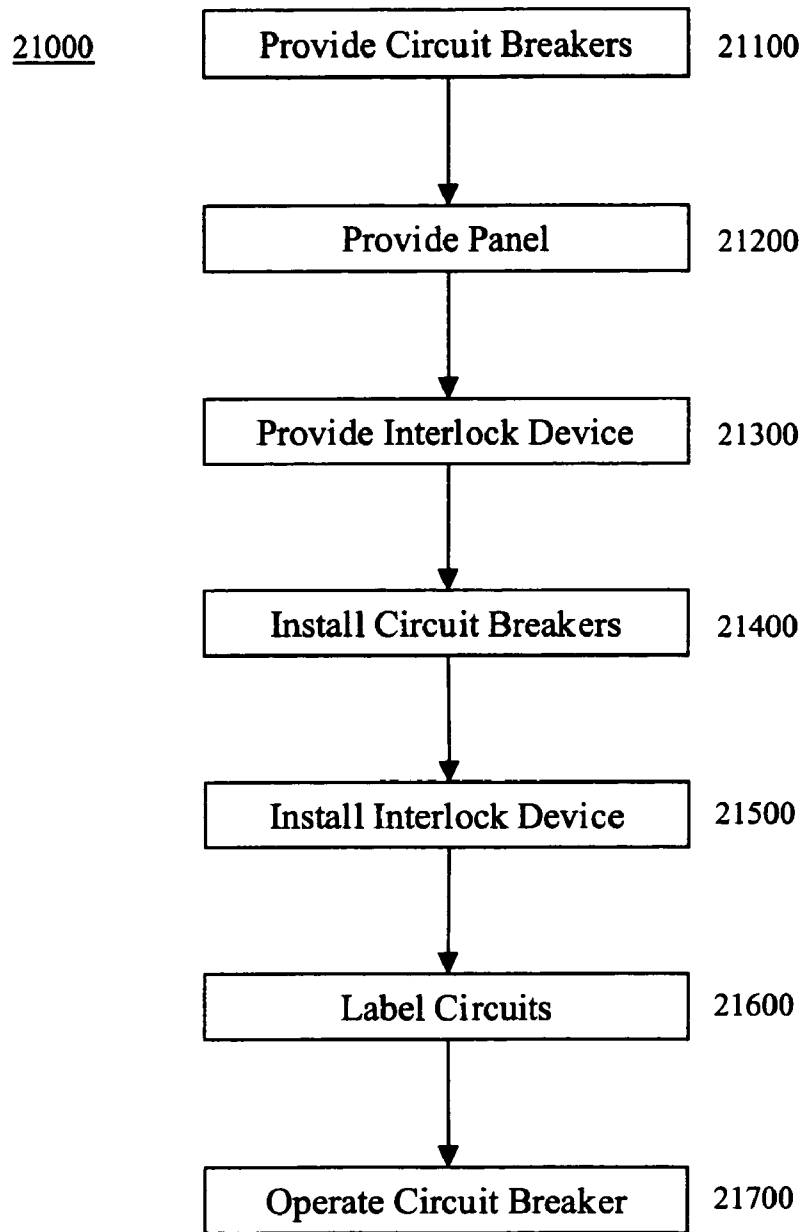 21000
Provide Circuit Breakers 21100
Provide Panel 21200
Provide Interlock Device 21300
Install Circuit Breakers 21400
Install Interlock Device 21500
Label Circuits 21600
Operate Circuit Breaker 21700